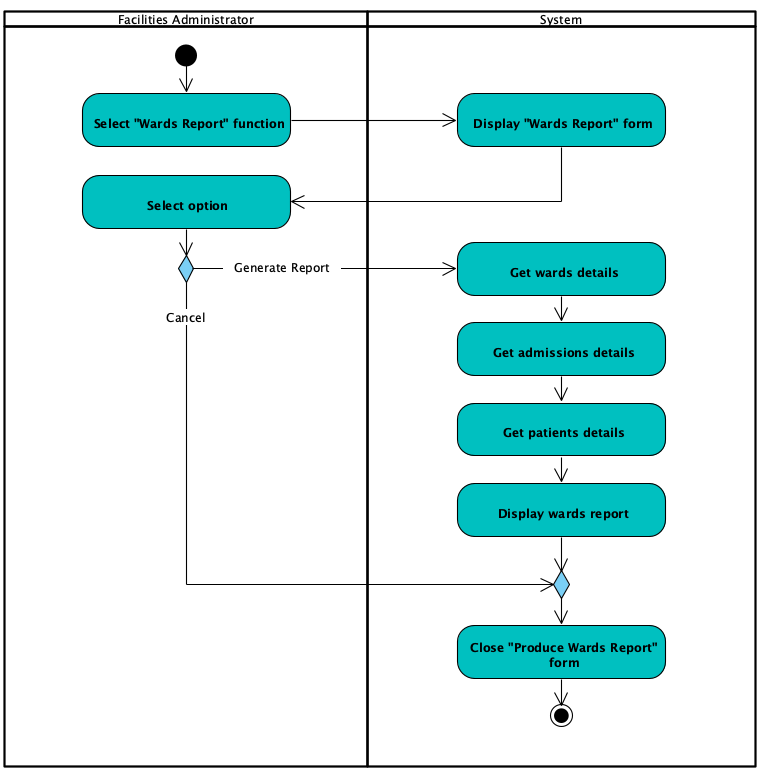 Facilities Administrator
System
Select "Wards Report" function
Display "Wards Report" form
Select option
Generate Report
Get wards details
Cancel
Get admissions details
Get patients details
Display wards report
Close "Produce Wards Report"
form